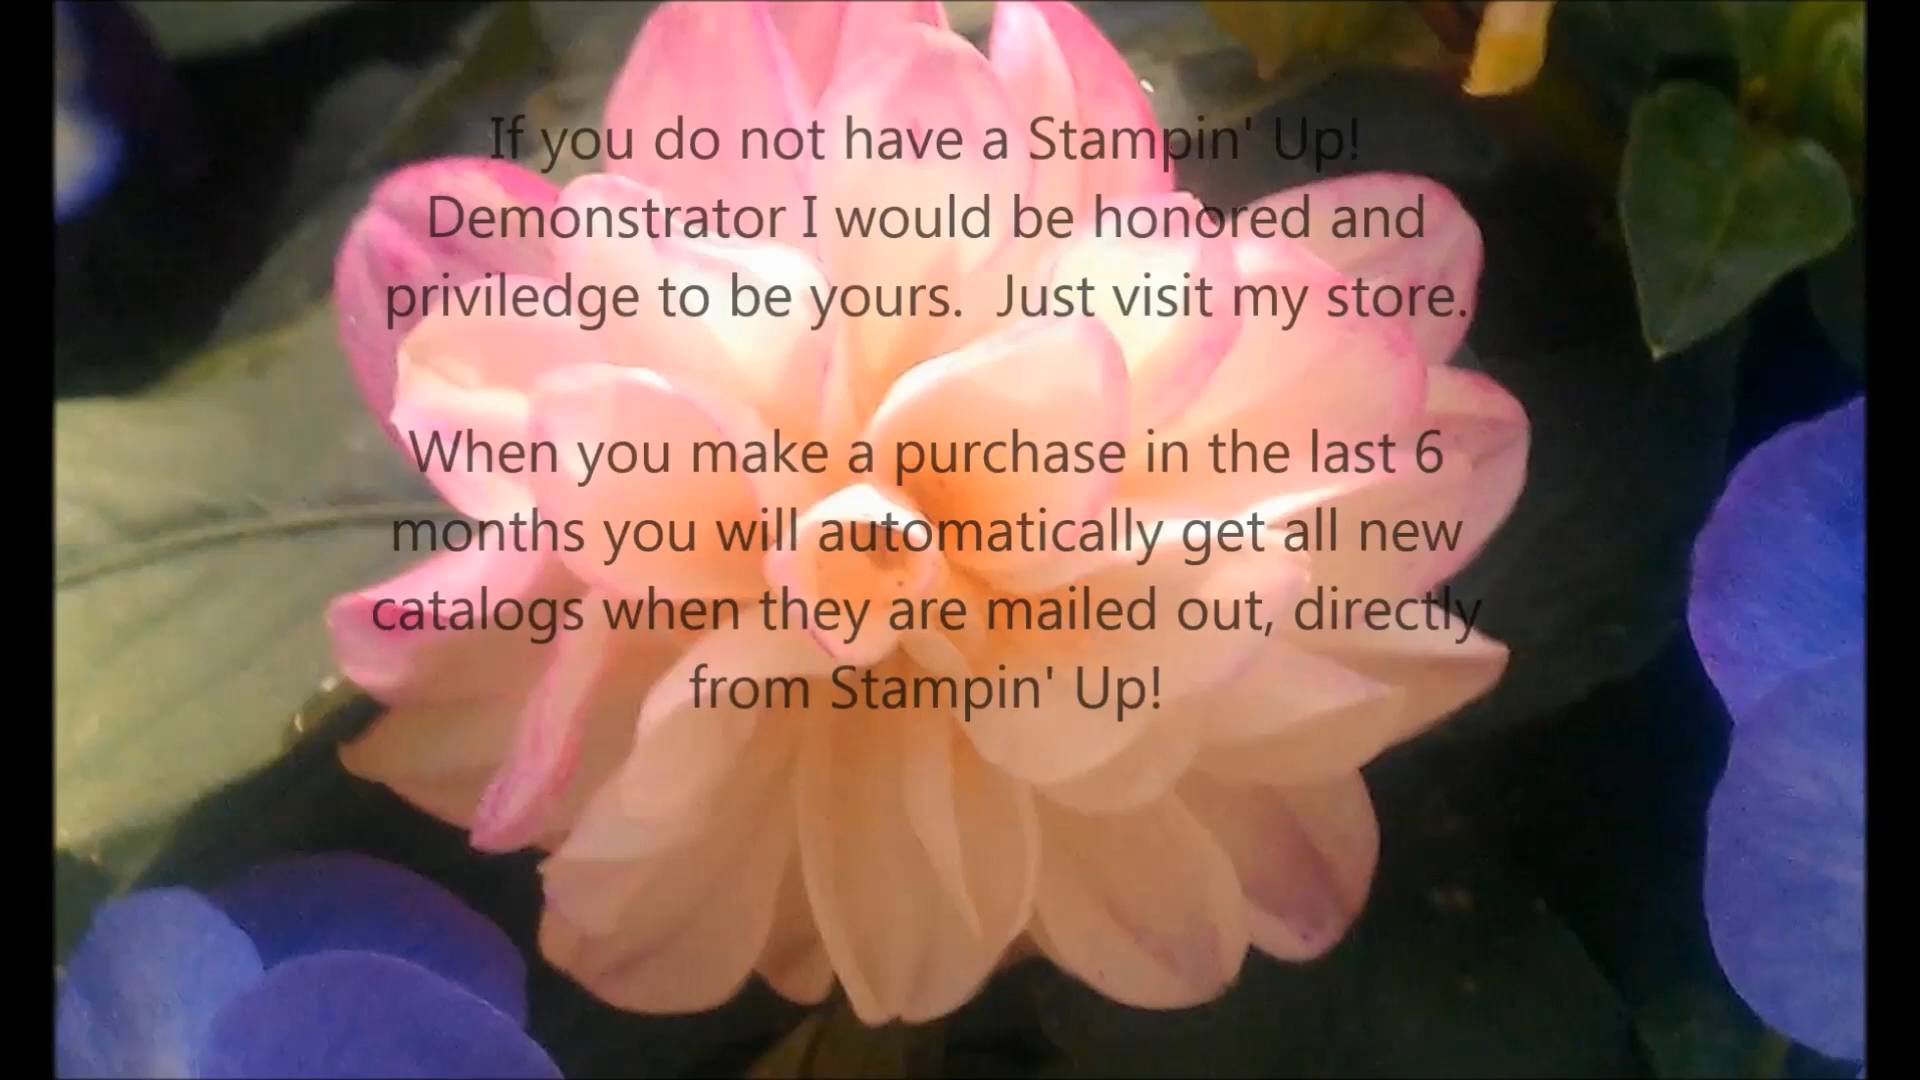 If you do not have a Stampin' Up!
Demonstrator I would be honored and
priviledge to be yours.  Just visit my store.
When you make a purchase in the last 6
months you will automatically get all new
catalogs when they are mailed out, directly
from Stampin' Up!